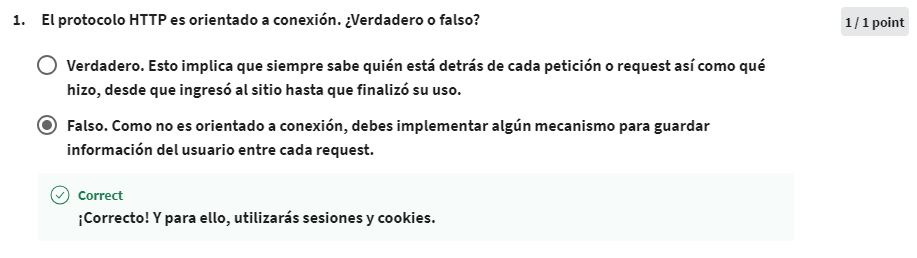 1. El protocolo HTTP es orientado a conexión. ¿Verdadero o falso?
1 / 1 point
Verdadero. Esto implica que siempre sabe quién está detrás de cada petición o request así como qué
hizo, desde que ingresó al sitio hasta que finalizó su uso.
Falso. Como no es orientado a conexión, debes implementar algún mecanismo para guardar
información del usuario entre cada request.
Correct
¡Correcto! Y para ello, utilizarás sesiones y cookies.